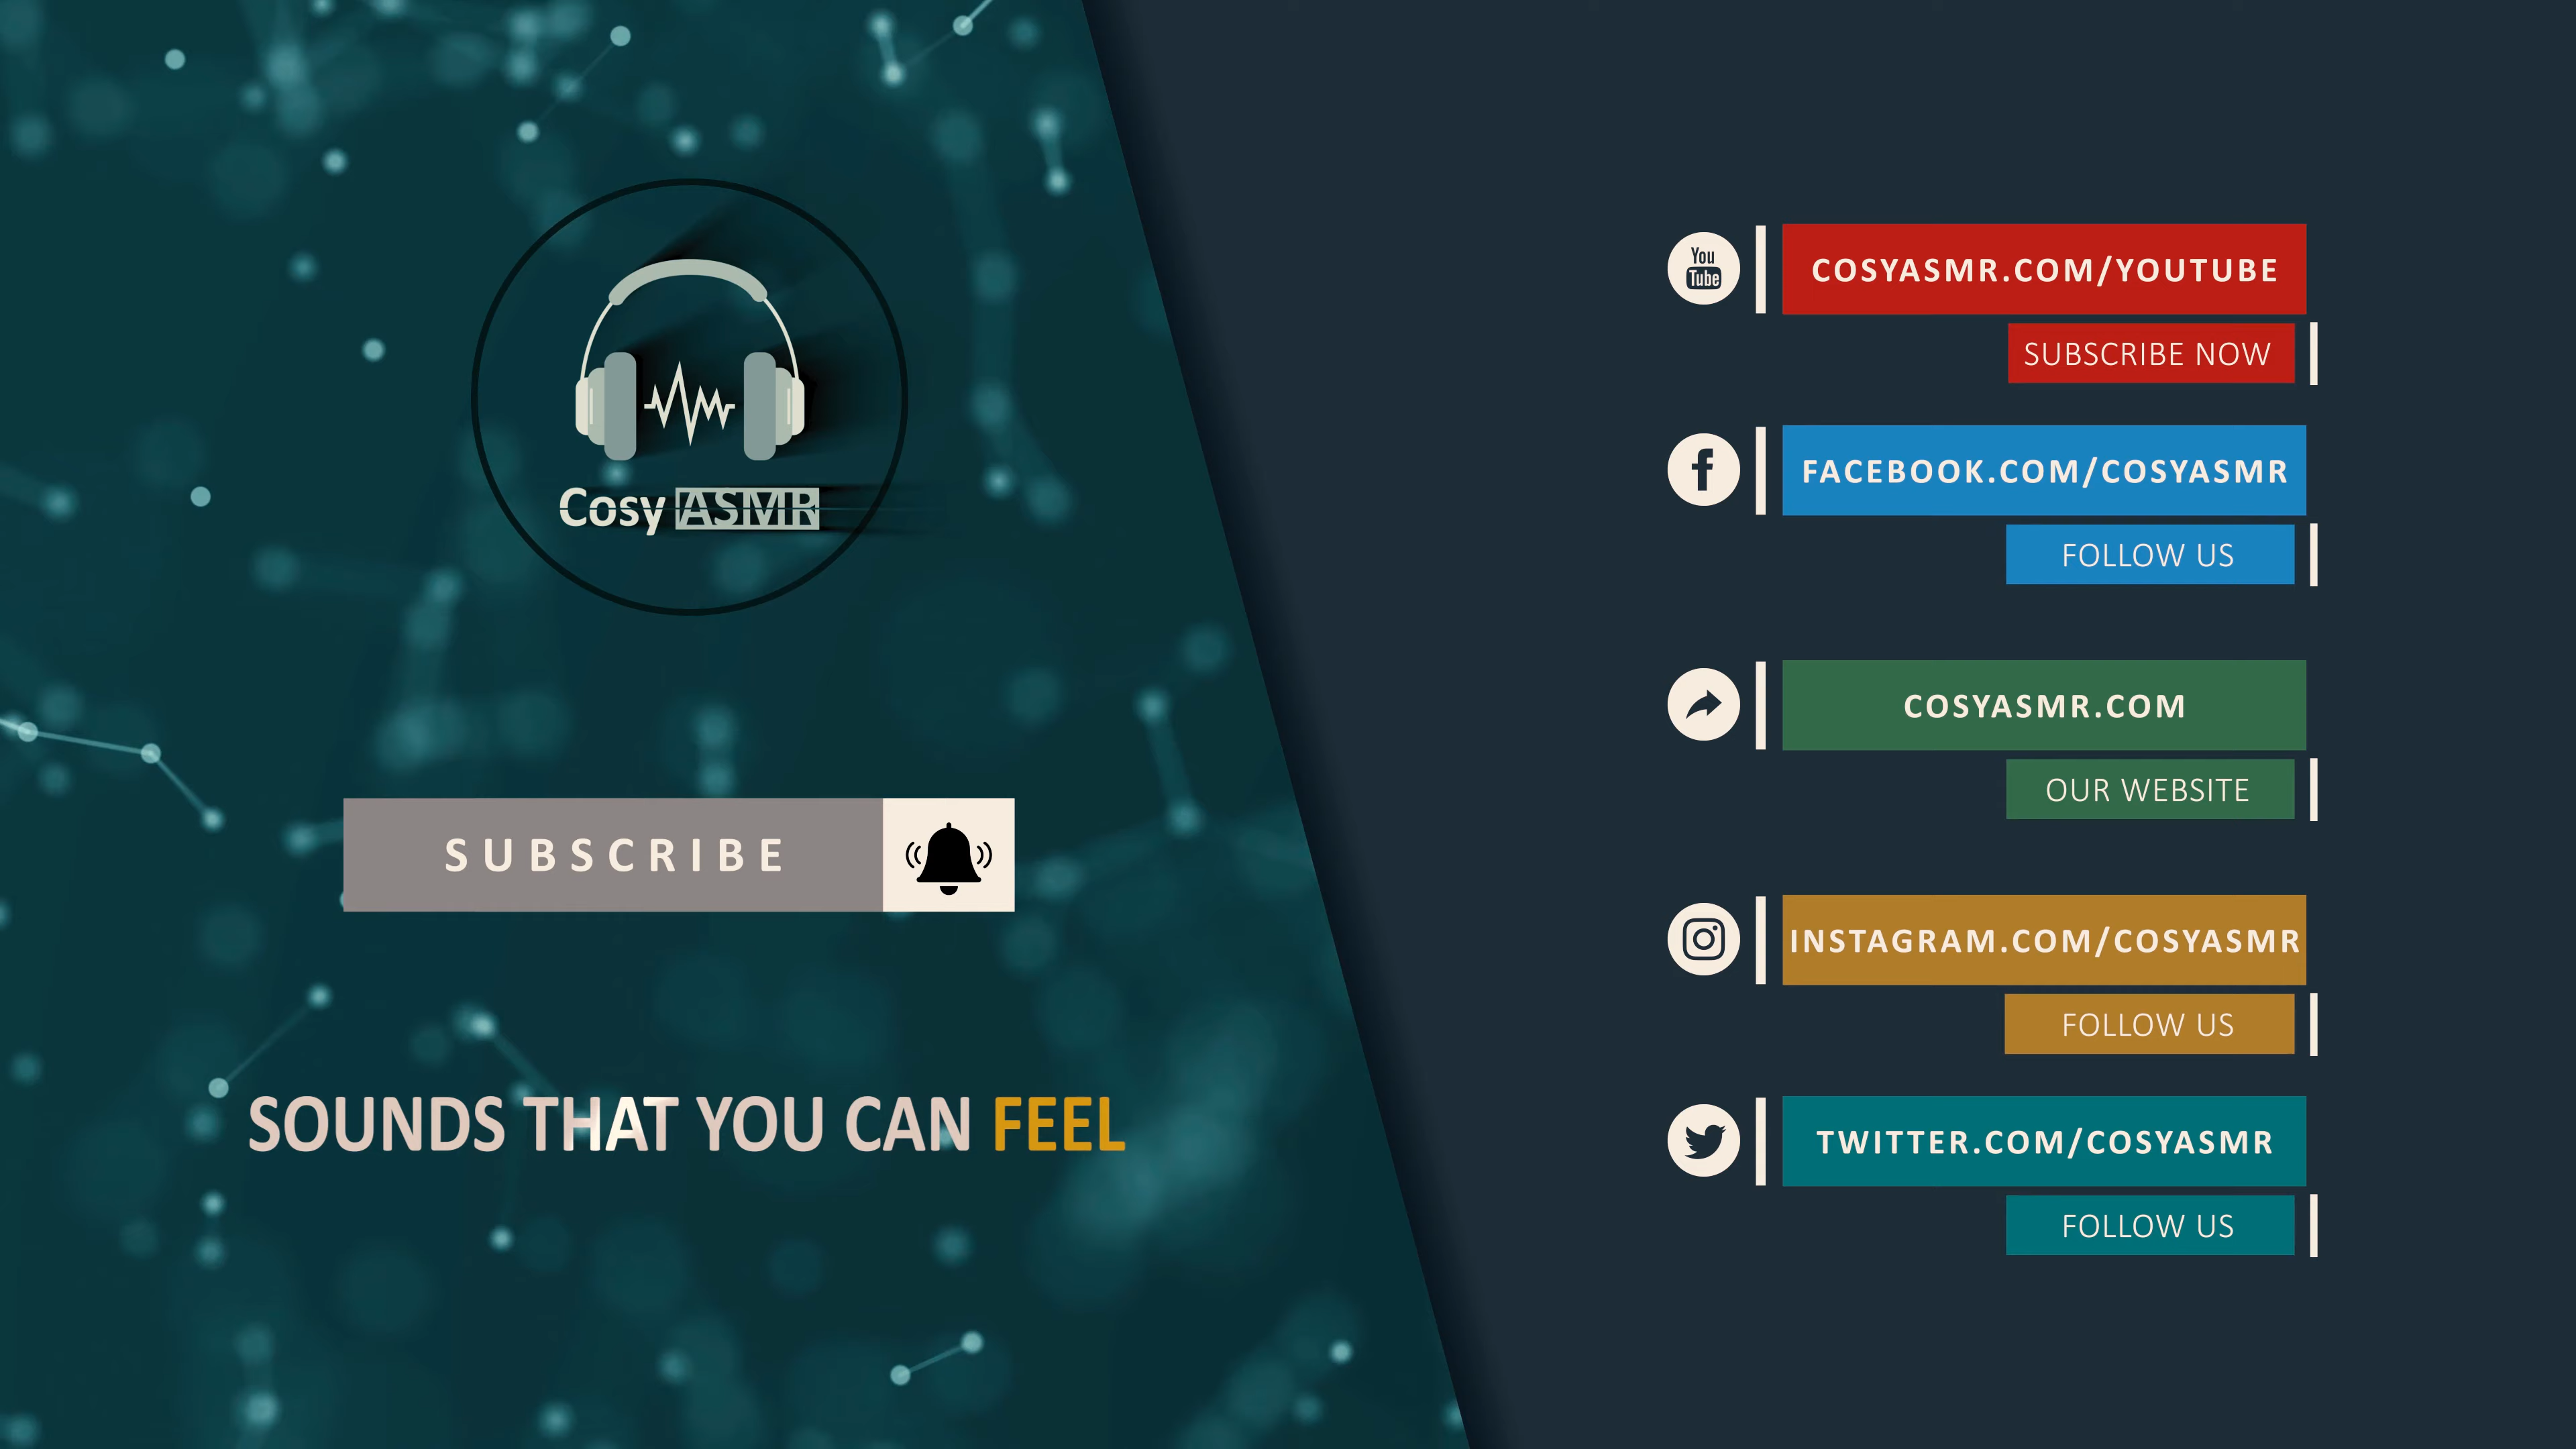 Cosy ASMR
SUBSCRIBE
SOUNDS THAT YOU CAN FEEL
You
Tube
COSYASMR.COM/YOUTUBE
SUBSCRIBE NOW
FACEBOOK.COM/COSYASMR
FOLLOW US
COSYASMR.COM
OUR WEBSITE
INSTAGRAM.COM/COSYASMR
FOLLOW US
TWITTER.COM/COSYASMR
FOLLOW US